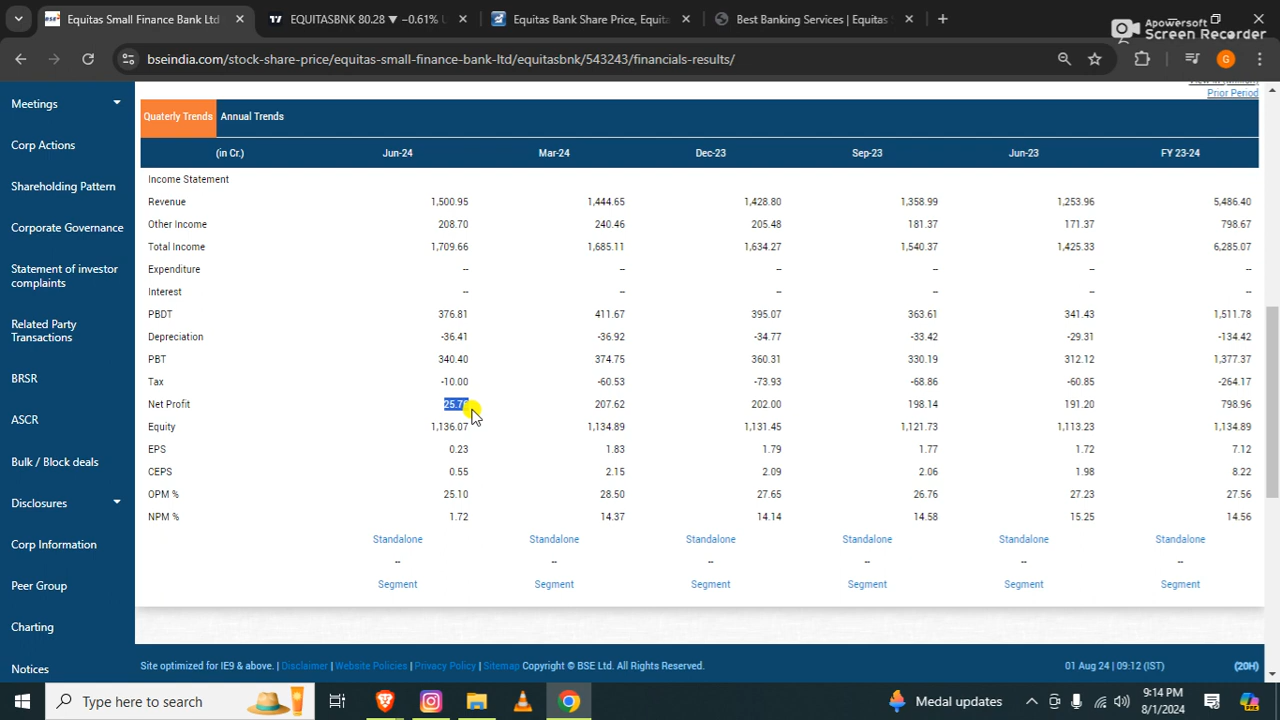 Equitas Small Finance Bank Ltd
EQUITASBNK 80.28 ▼ −0.61% U
Equitas Bank Share Price, Equita
Best Banking Services | Equitas
Apowersoft
Screen Recorder
bseindia.com/stock-share-price/equitas-small-finance-bank-ltd/equitasbnk/543243/financials-results/
G
Prior Period
Meetings
Corp Actions
Shareholding Pattern
Corporate Governance
Statement of investor
complaints
Related Party
Transactions
BRSR
ASCR
Bulk / Block deals
Disclosures
Corp Information
Peer Group
Charting
Notices
Quaterly Trends Annual Trends
(in Cr.) Jun-24 Mar-24 Dec-23 Sep-23 Jun-23 FY 23-24
Income Statement
Revenue 1,500.95 1,444.65 1,428.80 1,358.99 1,253.96 5,486.40
Other Income 208.70 240.46 205.48 181.37 171.37 798.67
Total Income 1,709.66 1,685.11 1,634.27 1,540.37 1,425.33 6,285.07
Expenditure -- -- -- -- -- --
Interest -- -- -- -- -- --
PBDT 376.81 411.67 395.07 363.61 341.43 1,511.78
Depreciation -36.41 -36.92 -34.77 -33.42 -29.31 -134.42
PBT 340.40 374.75 360.31 330.19 312.12 1,377.37
Tax -10.00 -60.53 -73.93 -68.86 -60.85 -264.17
Net Profit 207.62 202.00 198.14 191.20 798.96
Equity 1,136.07 1,134.89 1,131.45 1,121.73 1,113.23 1,134.89
EPS 0.23 1.83 1.79 1.77 1.72 7.12
CEPS 0.55 2.15 2.09 2.06 1.98 8.22
OPM % 25.10 28.50 27.65 26.76 27.23 27.56
NPM % 1.72 14.37 14.14 14.58 15.25 14.56
Standalone Standalone Standalone Standalone Standalone Standalone
-- -- -- -- -- --
Segment Segment Segment Segment Segment Segment
Site optimized for IE9 & above. | Disclaimer | Website Policies | Privacy Policy | Sitemap Copyright © BSE Ltd. All Rights Reserved. 01 Aug 24 | 09:12 (IST) (20H)
Type here to search
Medal updates
9:14 PM
8/1/2024